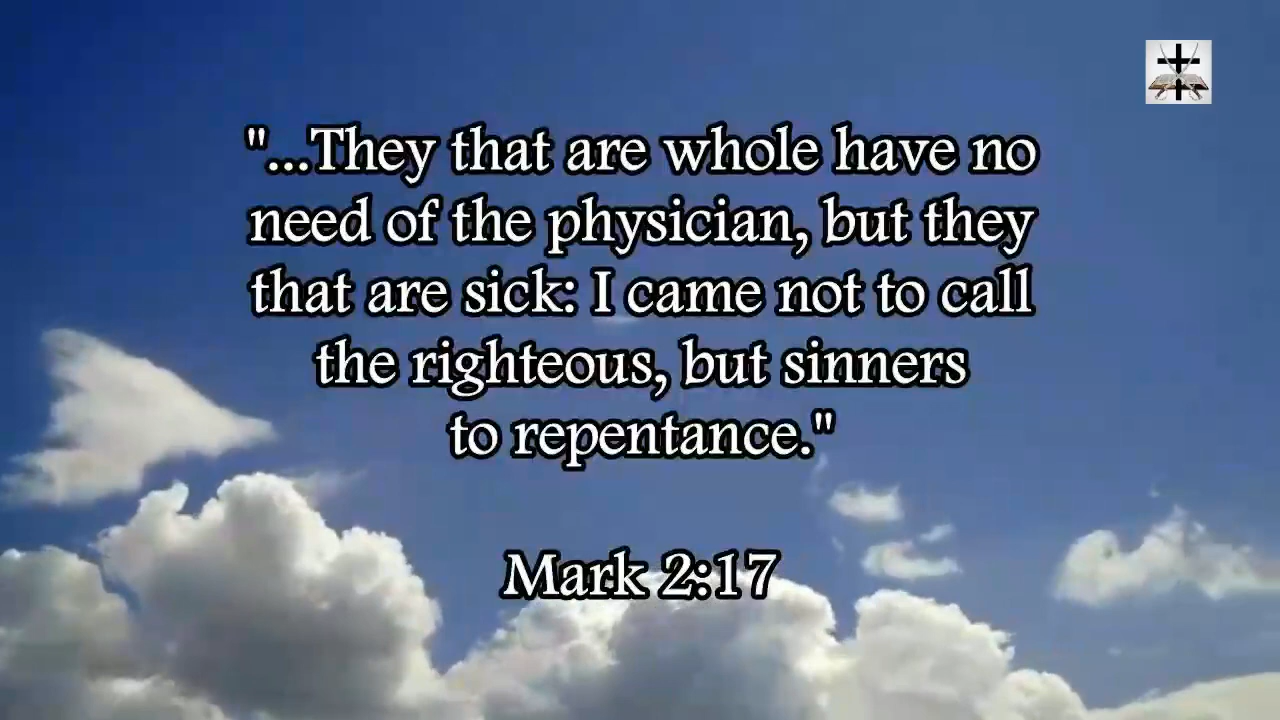 "...They that are whole have no
need of the physician, but they
that are sick: I came not to call
the righteous, but sinners
to repentance."
Mark 2:17